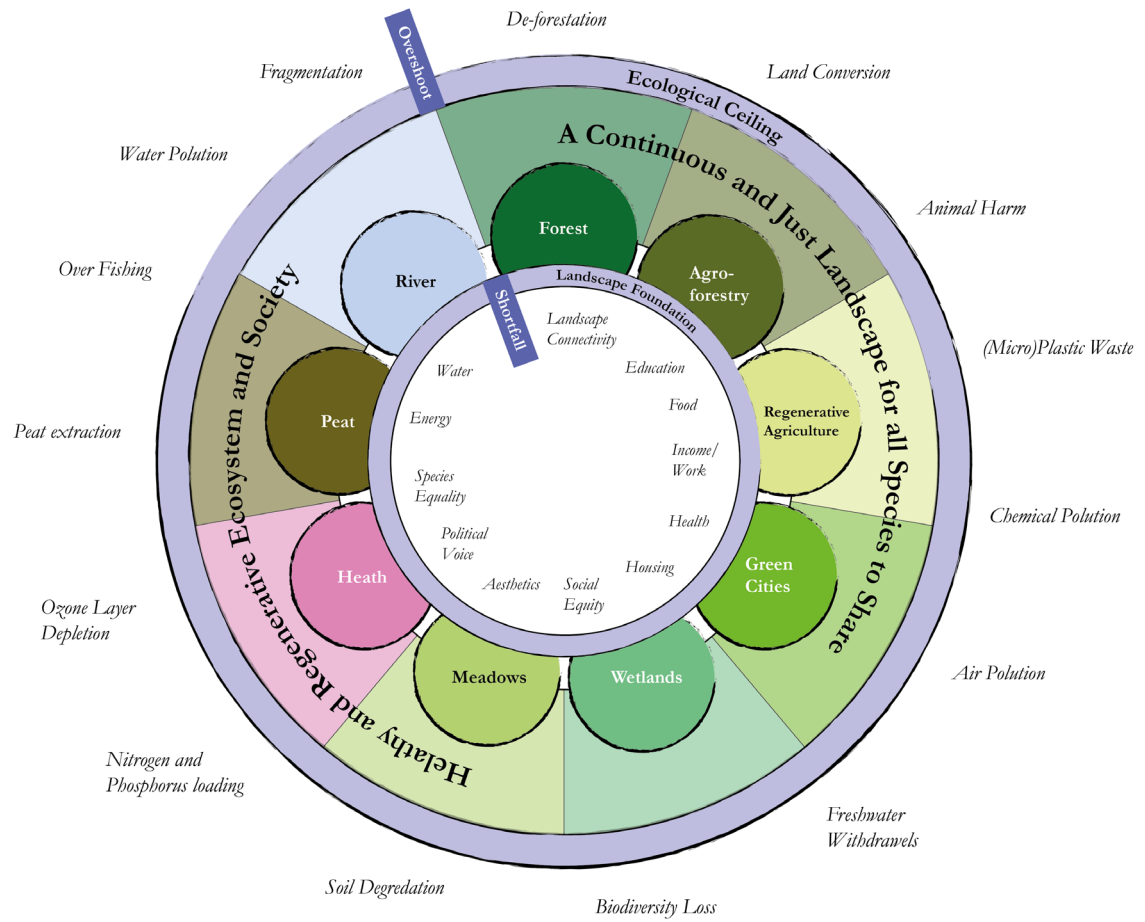 De-forestation
Overshoot
Fragmentation
Land Conversion
Ecological Ceiling
Water Polution
A Continuous and Just Landscape for all Species to Share
Animal Harm
Forest
Over Fishing
River
Agro-
forestry
Landscape Foundation
Shortfall
Landscape
Connectivity
(Micro)Plastic Waste
Water
Education
Food
Energy
Peat
Regenerative
Agriculture
Peat extraction
Income/
Work
Species
Equality
Health
Chemical Polution
Political
Voice
Housing
Heath
Green
Cities
Aesthetics
Social
Equity
Ozone Layer
Depletion
Meadows
Wetlands
Air Polution
Helathy and Regenerative Ecosystem and Society
Nitrogen and
Phosphorus loading
Freshwater
Withdrawels
Soil Degredation
Biodiversity Loss